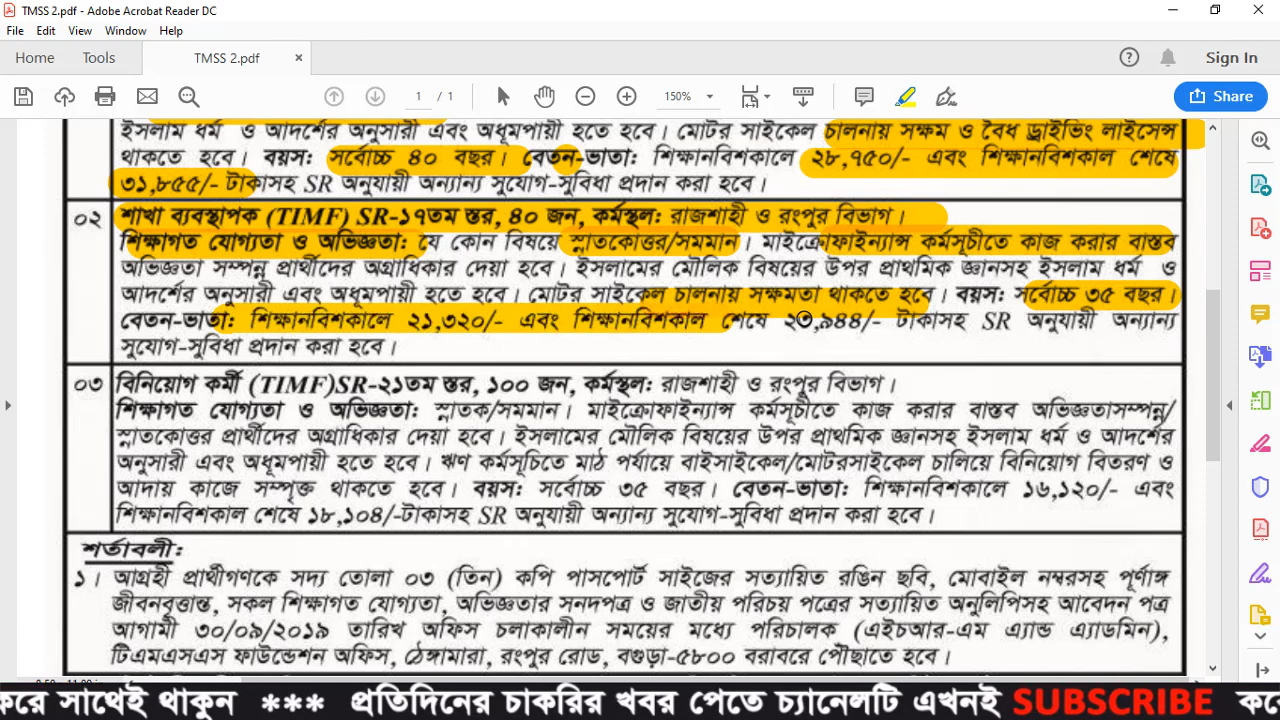 TMSS 2.pdf - Adobe Acrobat Reader DC
File Edit View Window Help
Home Tools TMSS 2.pdf × Sign In
1 / 1 150% Share
ইসলাম ধর্ম ও আদর্শের অনুসারী এবং অধূমপায়ী হতে হবে। মোটর সাইকেল চালনায় সক্ষম ও বৈধ ড্রাইভিং লাইসেন্স
থাকতে হবে। বয়স: সর্বোচ্চ ৪০ বছর। বেতন-ভাতা: শিক্ষানবিশকালে ২৮,৭৫০/- এবং শিক্ষানবিশকাল শেষে
৩১,৮৫৫/- টাকাসহ SR অনুযায়ী অন্যান্য সুযোগ-সুবিধা প্রদান করা হবে।
০২ শাখা ব্যবস্থাপক (TIMF) SR-১৭তম স্তর, ৪০ জন, কর্মস্থল: রাজশাহী ও রংপুর বিভাগ।
শিক্ষাগত যোগ্যতা ও অভিজ্ঞতা: যে কোন বিষয়ে স্নাতকোত্তর/সমমান। মাইক্রোফাইন্যান্স কর্মসূচীতে কাজ করার বাস্তব
অভিজ্ঞতা সম্পন্ন প্রার্থীদের অগ্রাধিকার দেয়া হবে। ইসলামের মৌলিক বিষয়ের উপর প্রাথমিক জ্ঞানসহ ইসলাম ধর্ম ও
আদর্শের অনুসারী এবং অধূমপায়ী হতে হবে। মোটর সাইকেল চালনায় সক্ষমতা থাকতে হবে। বয়স: সর্বোচ্চ ৩৫ বছর।
বেতন-ভাতা: শিক্ষানবিশকালে ২১,৩২০/- এবং শিক্ষানবিশকাল শেষে ২৩,৯৪৪/- টাকাসহ SR অনুযায়ী অন্যান্য
সুযোগ-সুবিধা প্রদান করা হবে।
০৩ বিনিয়োগ কর্মী (TIMF)SR-২১তম স্তর, ১০০ জন, কর্মস্থল: রাজশাহী ও রংপুর বিভাগ।
শিক্ষাগত যোগ্যতা ও অভিজ্ঞতা: স্নাতক/সমমান। মাইক্রোফাইন্যান্স কর্মসূচীতে কাজ করার বাস্তব অভিজ্ঞতাসম্পন্ন/
স্নাতকোত্তর প্রার্থীদের অগ্রাধিকার দেয়া হবে। ইসলামের মৌলিক বিষয়ের উপর প্রাথমিক জ্ঞানসহ ইসলাম ধর্ম ও আদর্শের
অনুসারী এবং অধূমপায়ী হতে হবে। ঋণ কর্মসূচিতে মাঠ পর্যায়ে বাইসাইকেল/মোটরসাইকেল চালিয়ে বিনিয়োগ বিতরণ ও
আদায় কাজে সম্পৃক্ত থাকতে হবে। বয়স: সর্বোচ্চ ৩৫ বছর। বেতন-ভাতা: শিক্ষানবিশকালে ১৬,১২০/- এবং
শিক্ষানবিশকাল শেষে ১৮,১০৪/-টাকাসহ SR অনুযায়ী অন্যান্য সুযোগ-সুবিধা প্রদান করা হবে।
শর্তাবলী:
১। আগ্রহী প্রার্থীগণকে সদ্য তোলা ০৩ (তিন) কপি পাসপোর্ট সাইজের সত্যায়িত রঙিন ছবি, মোবাইল নম্বরসহ পূর্ণাঙ্গ
জীবনবৃত্তান্ত, সকল শিক্ষাগত যোগ্যতা, অভিজ্ঞতার সনদপত্র ও জাতীয় পরিচয় পত্রের সত্যায়িত অনুলিপিসহ আবেদন পত্র
আগামী ৩০/০৯/২০১৯ তারিখ অফিস চলাকালীন সময়ের মধ্যে পরিচালক (এইচআর-এম এ্যান্ড এ্যাডমিন),
টিএমএসএস ফাউন্ডেশন অফিস, ঠেঙ্গামারা, রংপুর রোড, বগুড়া-৫৮০০ বরাবরে পৌঁছাতে হবে।
করে সাথেই থাকুন *** প্রতিদিনের চাকরির খবর পেতে চ্যানেলটি এখনই SUBSCRIBE করে